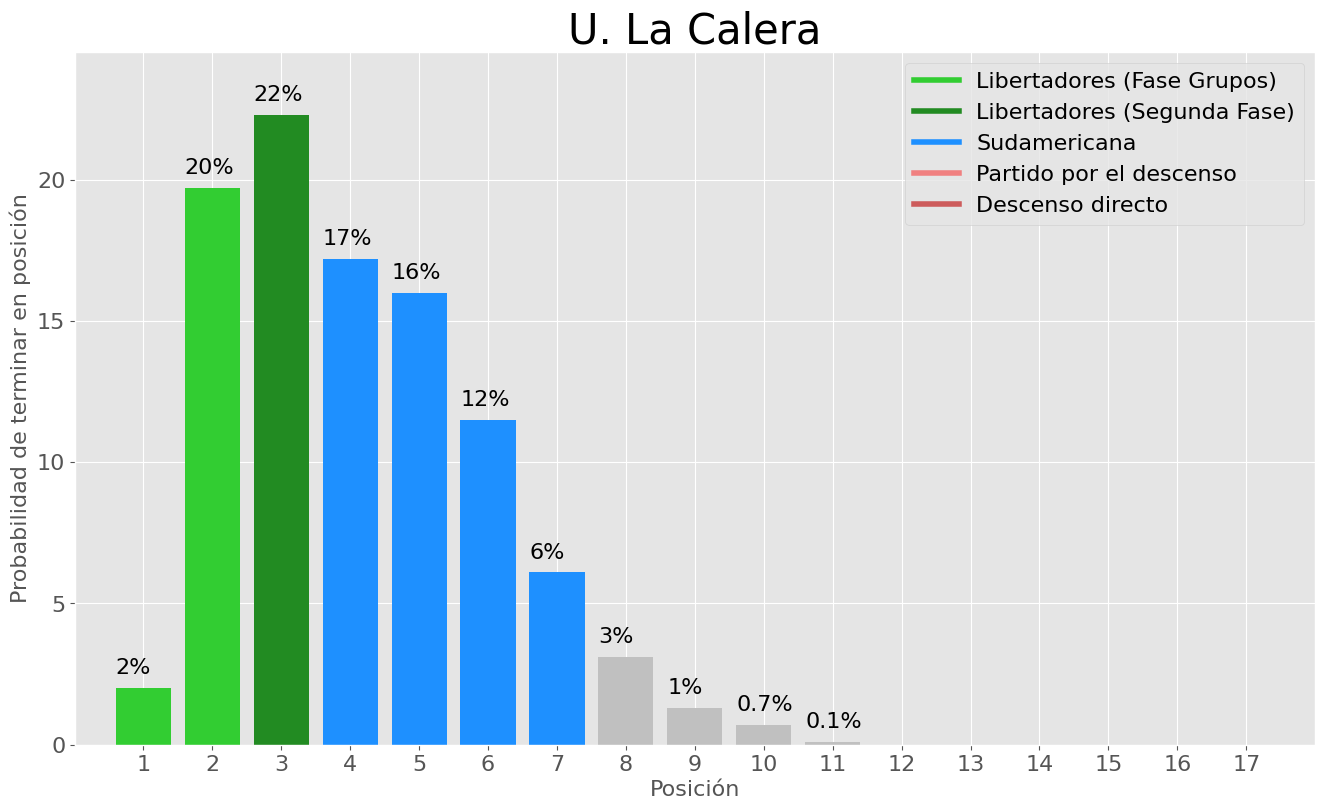 U. La Calera
Libertadores (Fase Grupos)
Libertadores (Segunda Fase)
Sudamericana
Partido por el descenso
Descenso directo
Probabilidad de terminar en posición
20
15
10
5
0
2%
20%
22%
17%
16%
12%
6%
3%
1%
0.7%
0.1%
1 2 3 4 5 6 7 8 9 10 11 12 13 14 15 16 17
Posición